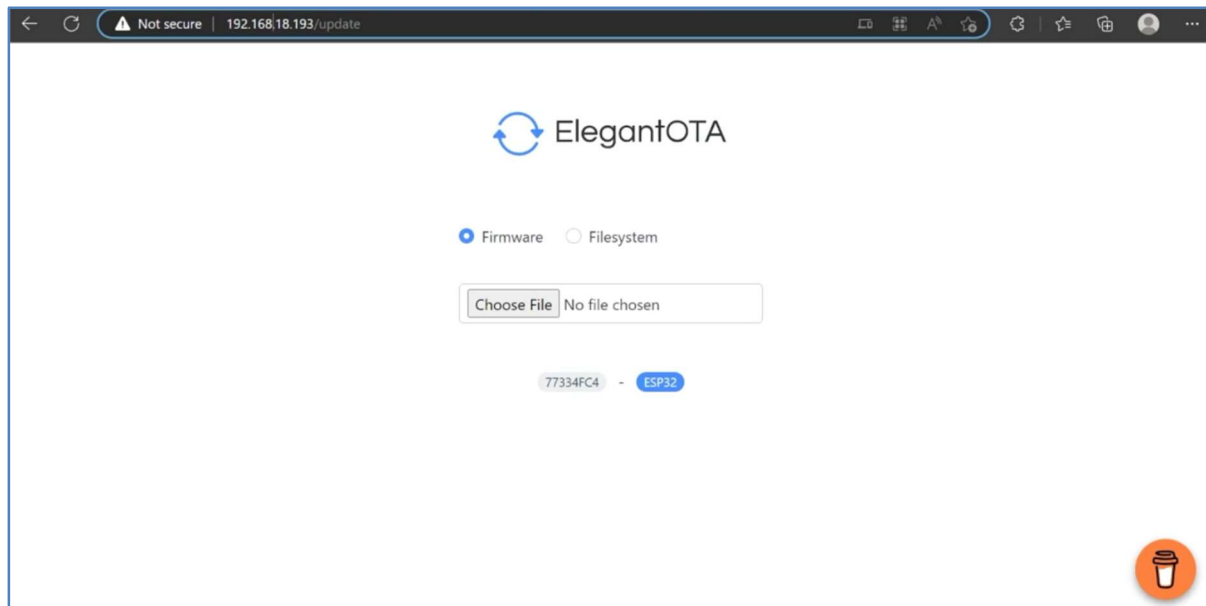 Not secure | 192.168.18.193/update
ElegantOTA
Firmware Filesystem
Choose File No file chosen
77334FC4 - ESP32